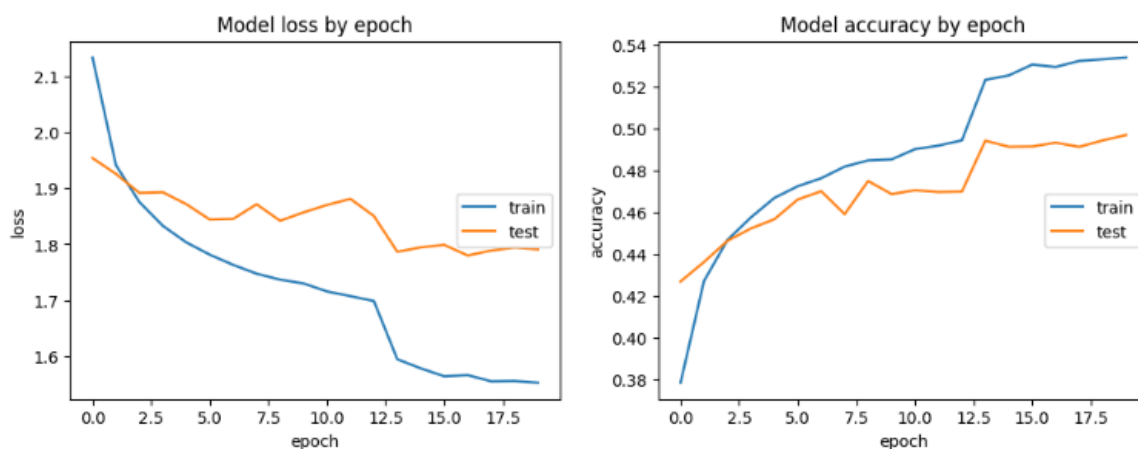 Model loss by epoch
2.1
2.0
1.9
1.8
1.7
1.6
loss
train
test
0.0 2.5 5.0 7.5 10.0 12.5 15.0 17.5
epoch
Model accuracy by epoch
0.54
0.52
0.50
0.48
0.46
0.44
0.42
0.40
0.38
accuracy
train
test
0.0 2.5 5.0 7.5 10.0 12.5 15.0 17.5
epoch